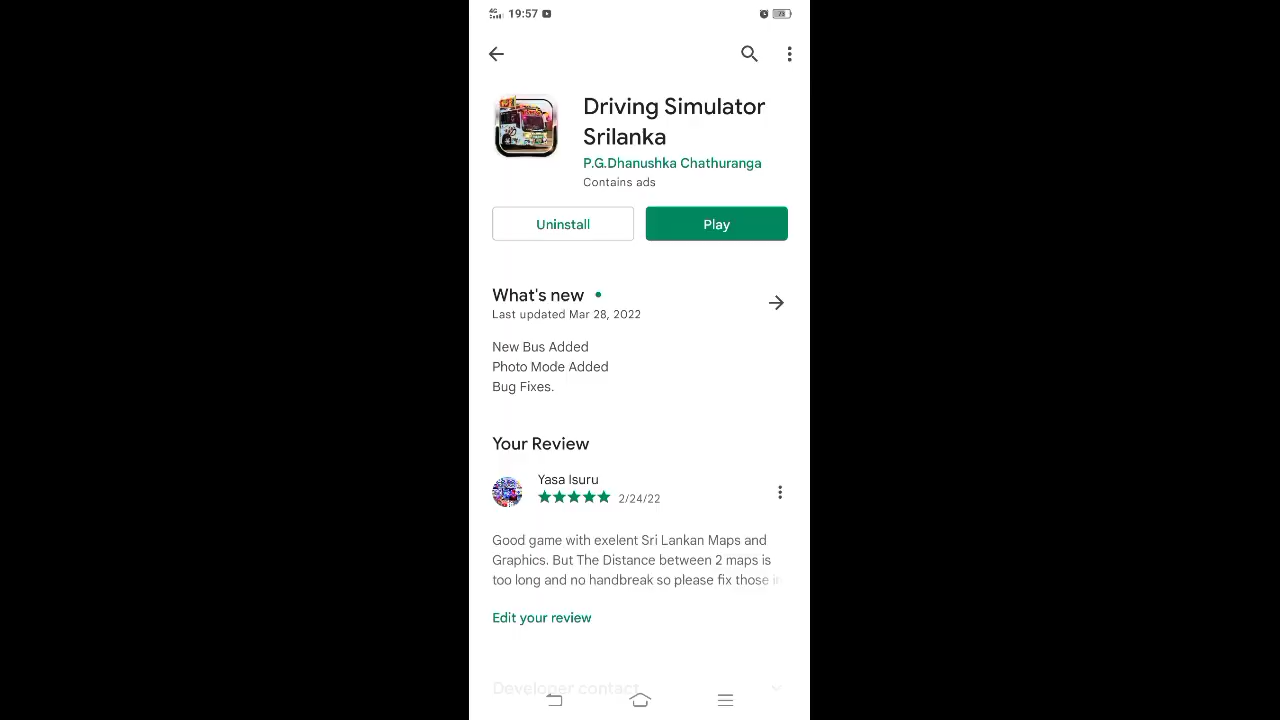 4G 19:57 73
Driving Simulator
Srilanka
P.G.Dhanushka Chathuranga
Contains ads
Uninstall
Play
What's new
Last updated Mar 28, 2022
New Bus Added
Photo Mode Added
Bug Fixes.
Your Review
Yasa Isuru
2/24/22
Good game with exelent Sri Lankan Maps and
Graphics. But The Distance between 2 maps is
too long and no handbreak so please fix those in
Edit your review
Developer contact